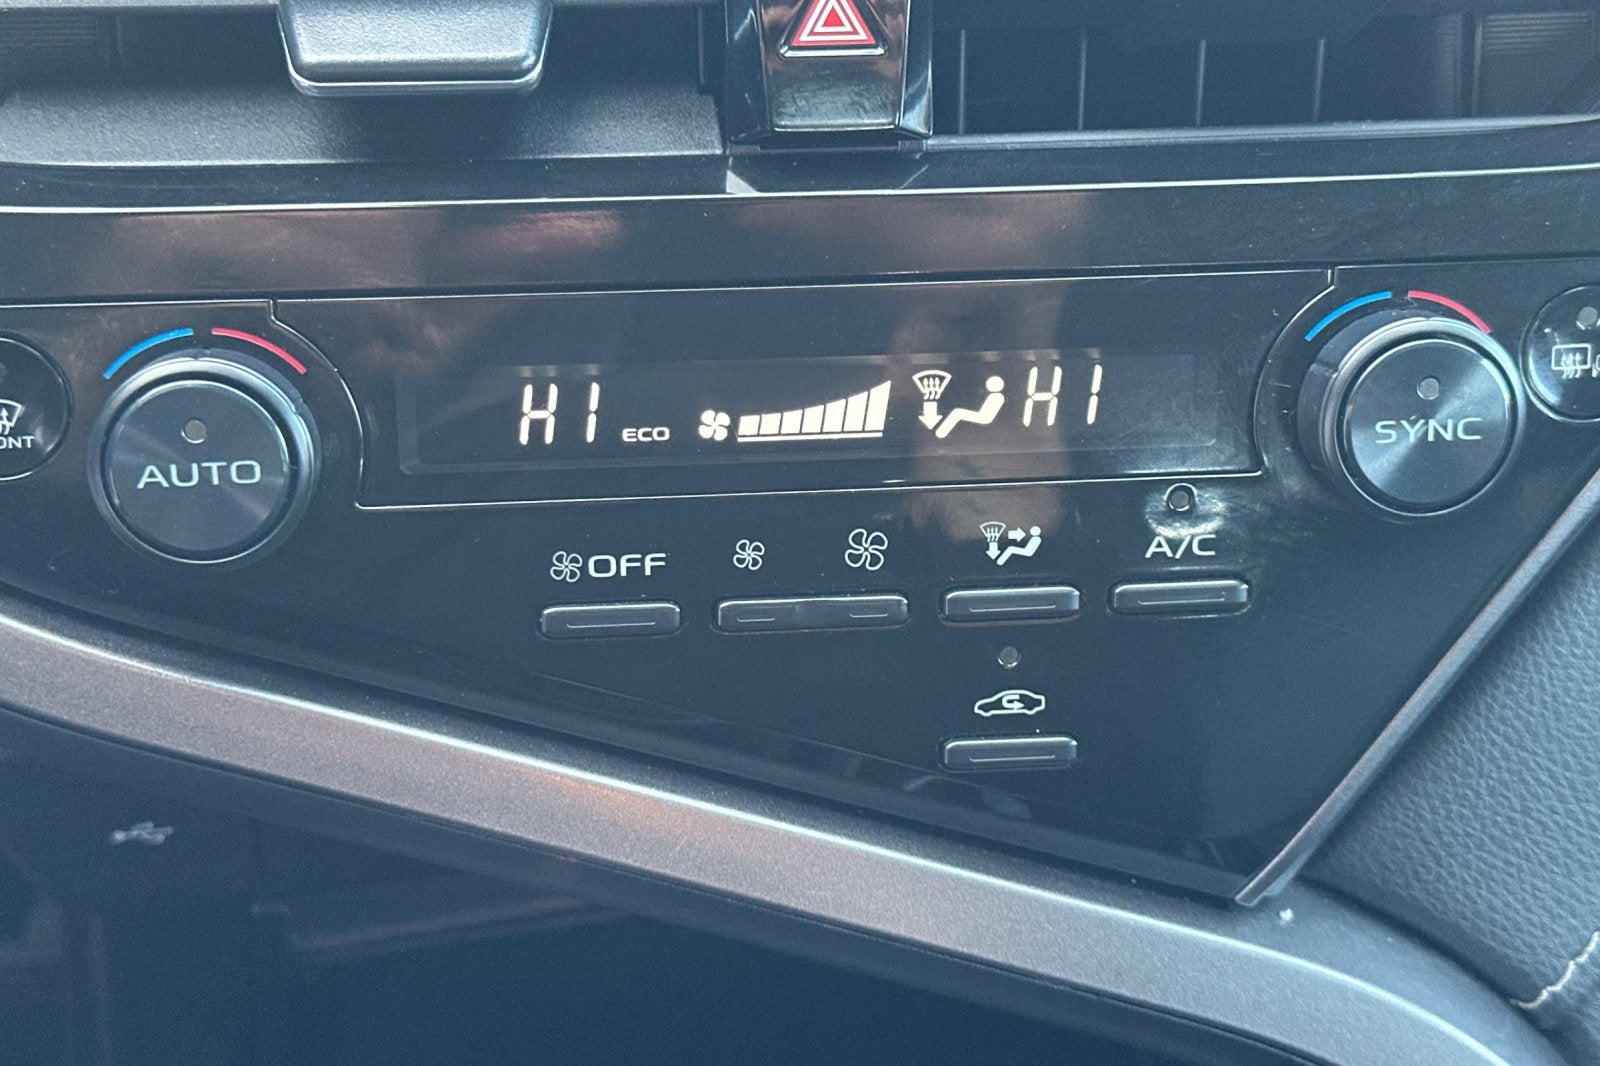 HI ECO HI
AUTO
SYNC
OFF
A/C